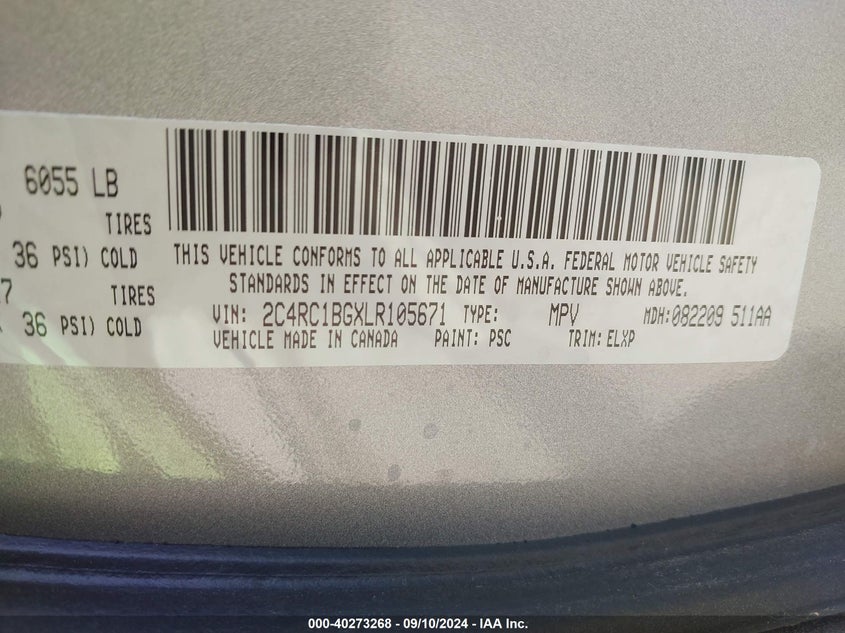 6055 LB
TIRES
36 PSI) COLD
7 TIRES
36 PSI) COLD
THIS VEHICLE CONFORMS TO ALL APPLICABLE U.S.A. FEDERAL MOTOR VEHICLE SAFETY
STANDARDS IN EFFECT ON THE DATE OF MANUFACTURE SHOWN ABOVE.
VIN: 2C4RC1BGXLR105671 TYPE: MPV MDH:082209 511AA
VEHICLE MADE IN CANADA PAINT: PSC TRIM: ELXP
000-40273268 - 09/10/2024 - IAA Inc.